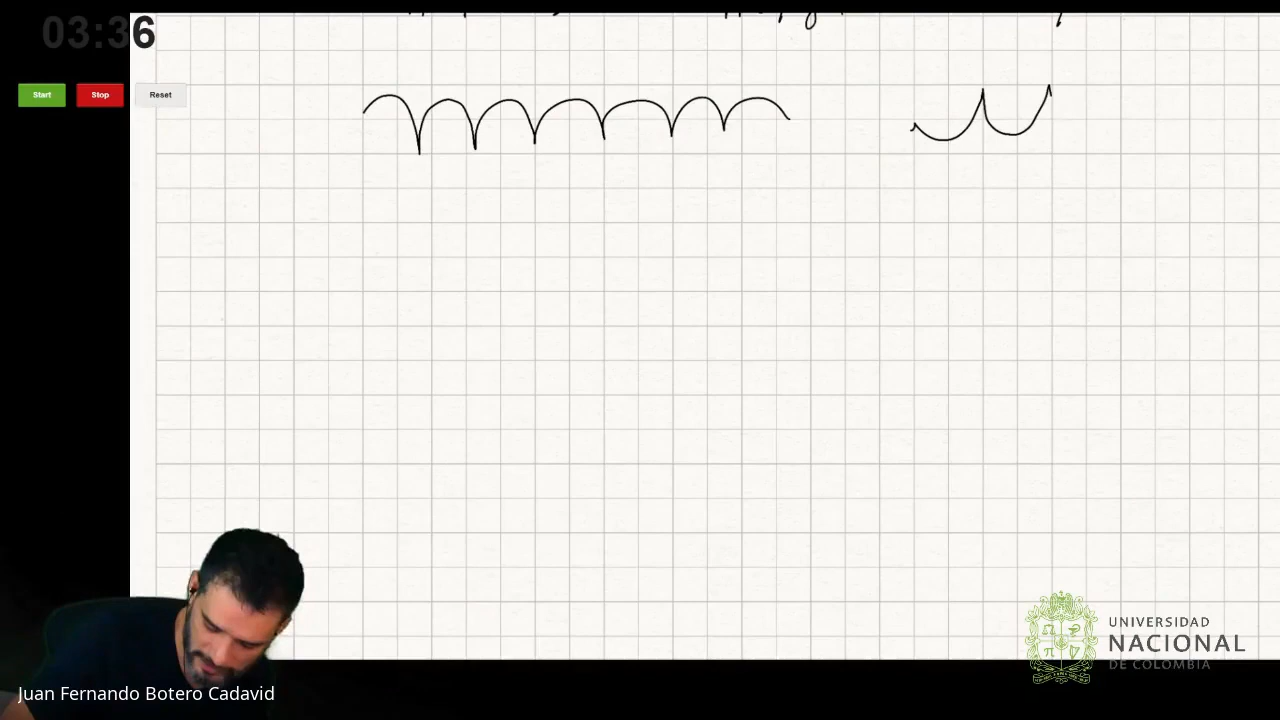 03:36
Start Stop Reset
UNIVERSIDAD
NACIONAL
DE COLOMBIA
Juan Fernando Botero Cadavid